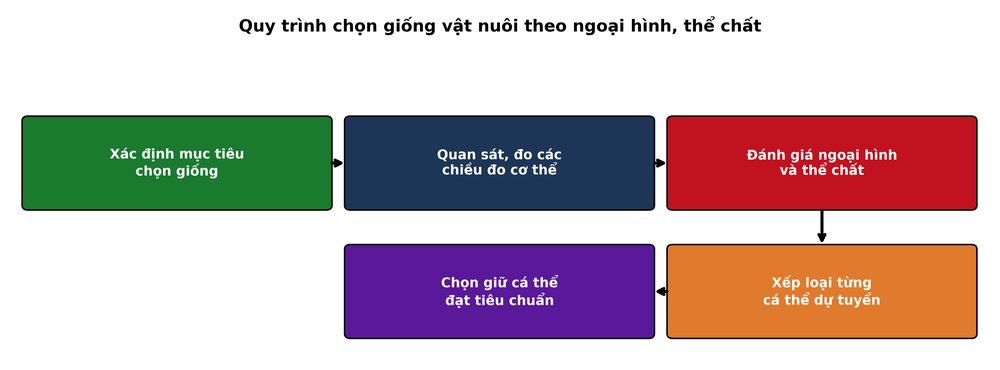 Quy trình chọn giống vật nuôi theo ngoại hình, thể chất
Xác định mục tiêu
chọn giống
Quan sát, đo các
chiều đo cơ thể
Đánh giá ngoại hình
và thể chất
Xếp loại từng
cá thể dự tuyển
Chọn giữ cá thể
đạt tiêu chuẩn